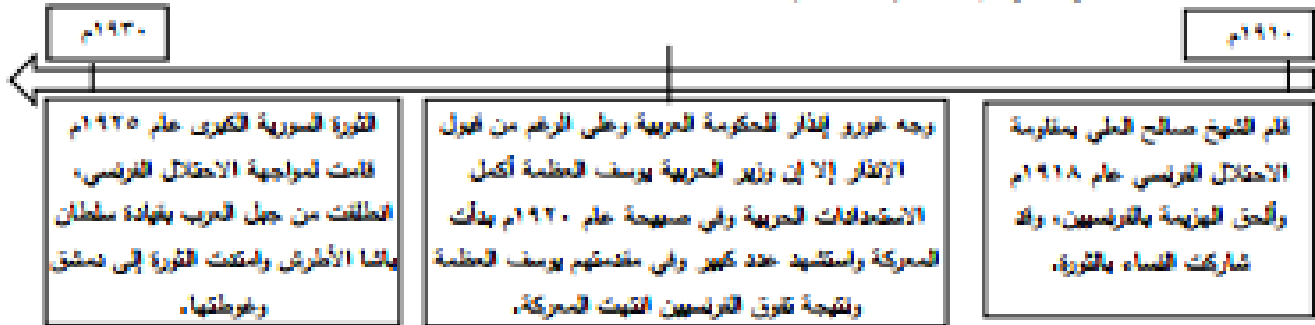 ١٩١٠م
١٩٣٠م
قام الشيخ صالح العلي بمقاومة
الاحتلال الفرنسي عام ١٩١٨م
وألحق الهزيمة بالفرنسيين، وقد
شاركت النساء بالثورة.
وجه غورو إنذار للحكومة العربية وعلى الرغم من قبول
الإنذار إلا إن وزير الحربية يوسف العظمة أكمل
الاستعدادات الحربية وفي صبيحة عام ١٩٢٠م بدأت
المعركة واستشهد عدد كبير وفي مقدمتهم يوسف العظمة
ونتيجة تفوق الفرنسيين انتهت المعركة.
الثورة السورية الكبرى عام ١٩٢٥م
قامت لمواجهة الاحتلال الفرنسي،
انطلقت من جبل العرب بقيادة سلطان
باشا الأطرش وامتدت الثورة إلى دمشق
وغوطتها.